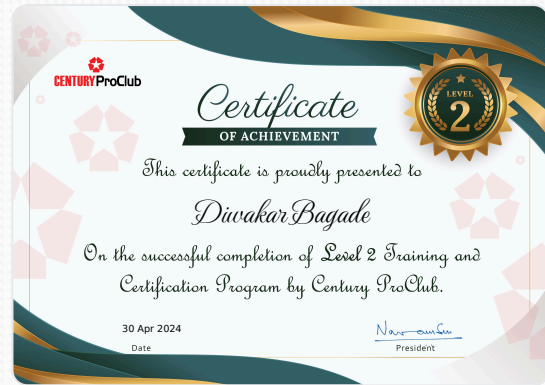 CENTURY ProClub
Certificate
OF ACHIEVEMENT
LEVEL
2
This certificate is proudly presented to
Diwakar Bagade
On the successful completion of Level 2 Training and
Certification Program by Century ProClub.
30 Apr 2024
Date
President